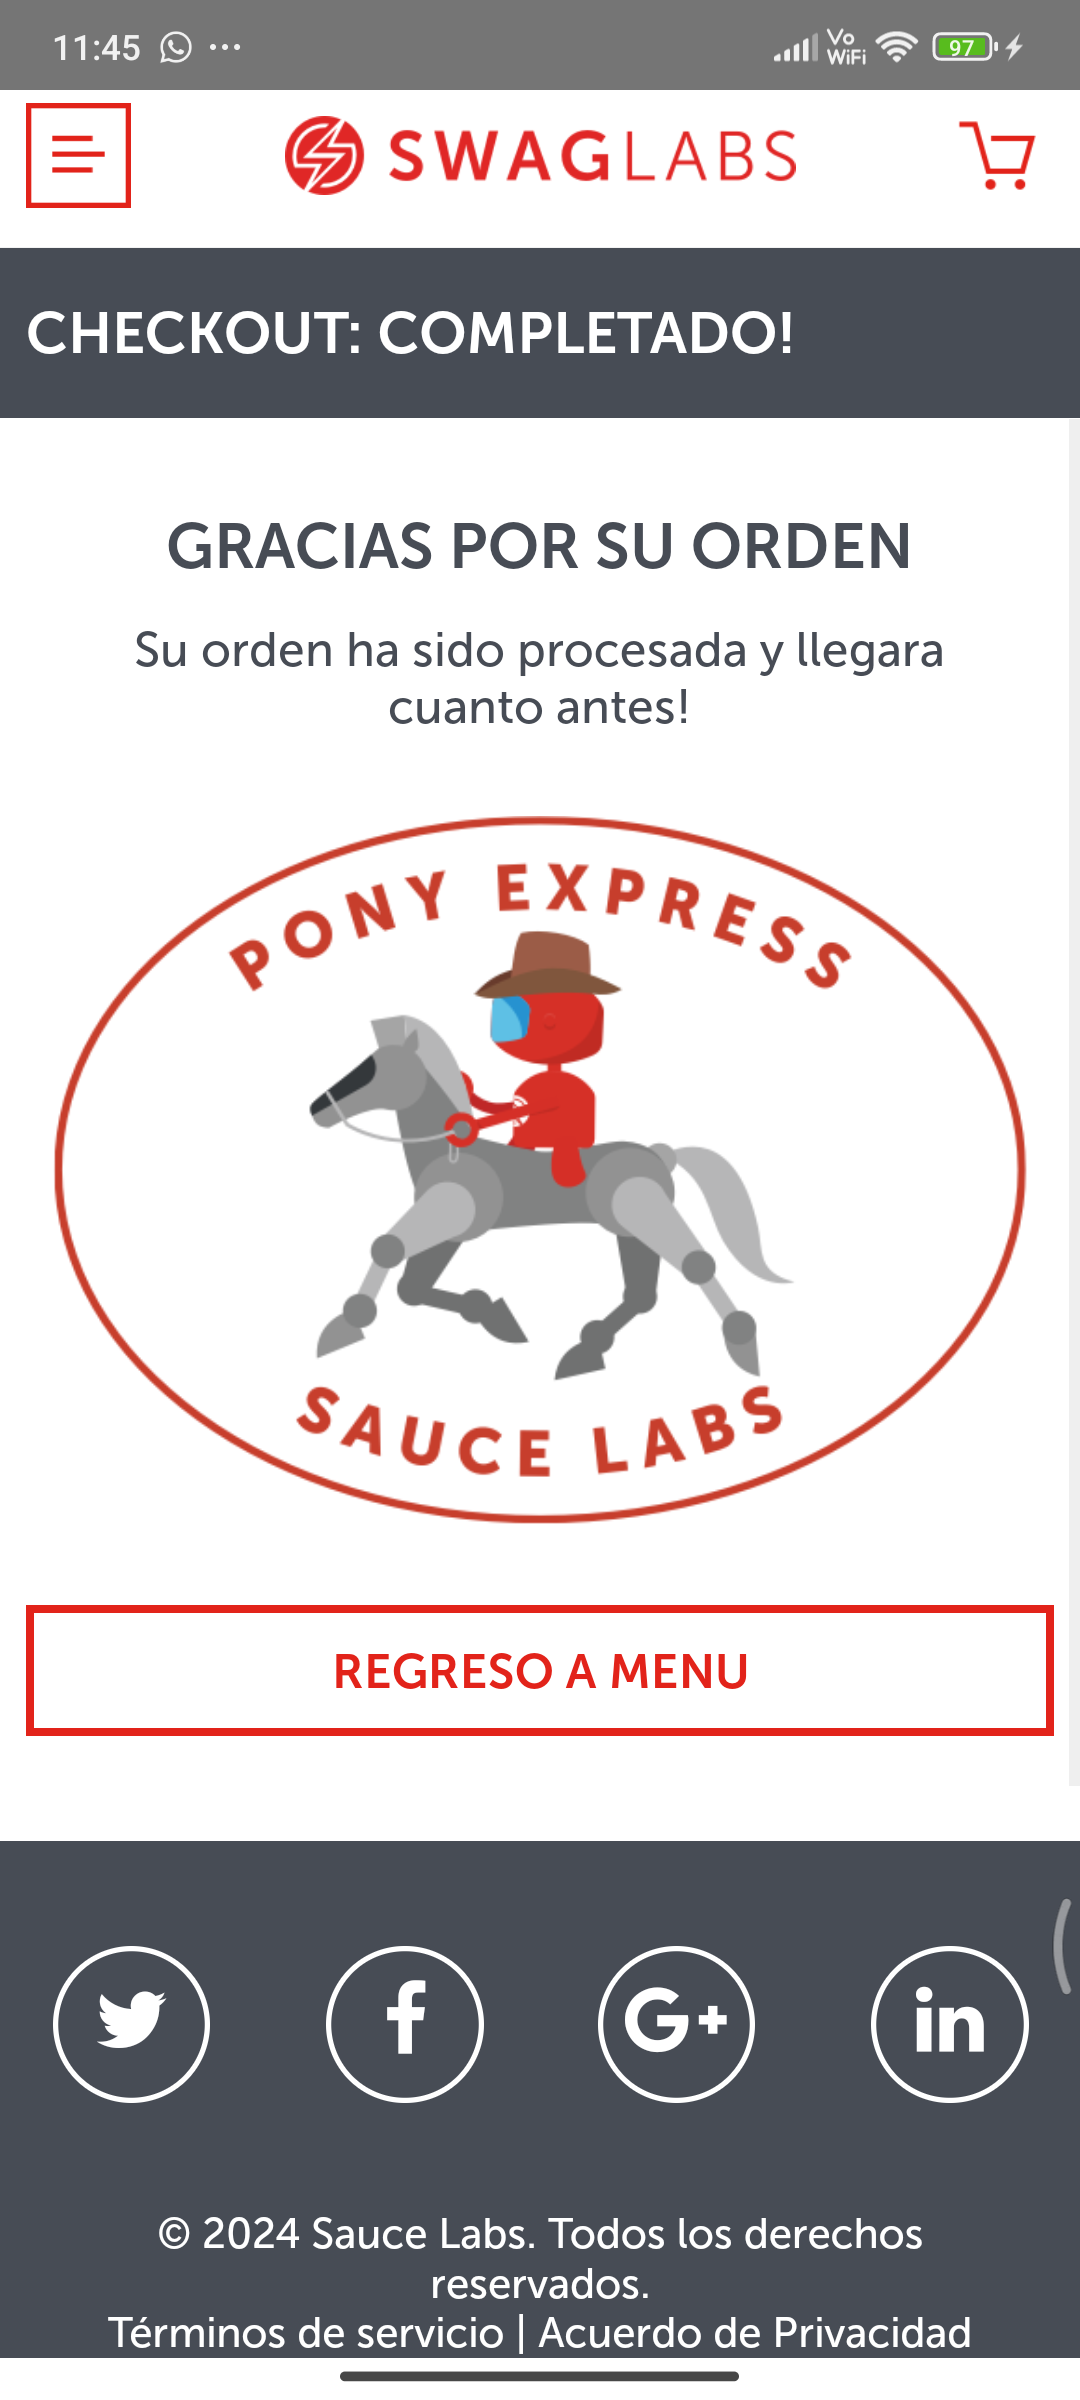 11:45
Vo
WiFi
97
SWAGLABS
CHECKOUT: COMPLETADO!
GRACIAS POR SU ORDEN
Su orden ha sido procesada y llegara
cuanto antes!
PONY EXPRESS
SAUCE LABS
REGRESO A MENU
f
G+
in
© 2024 Sauce Labs. Todos los derechos
reservados.
Términos de servicio | Acuerdo de Privacidad